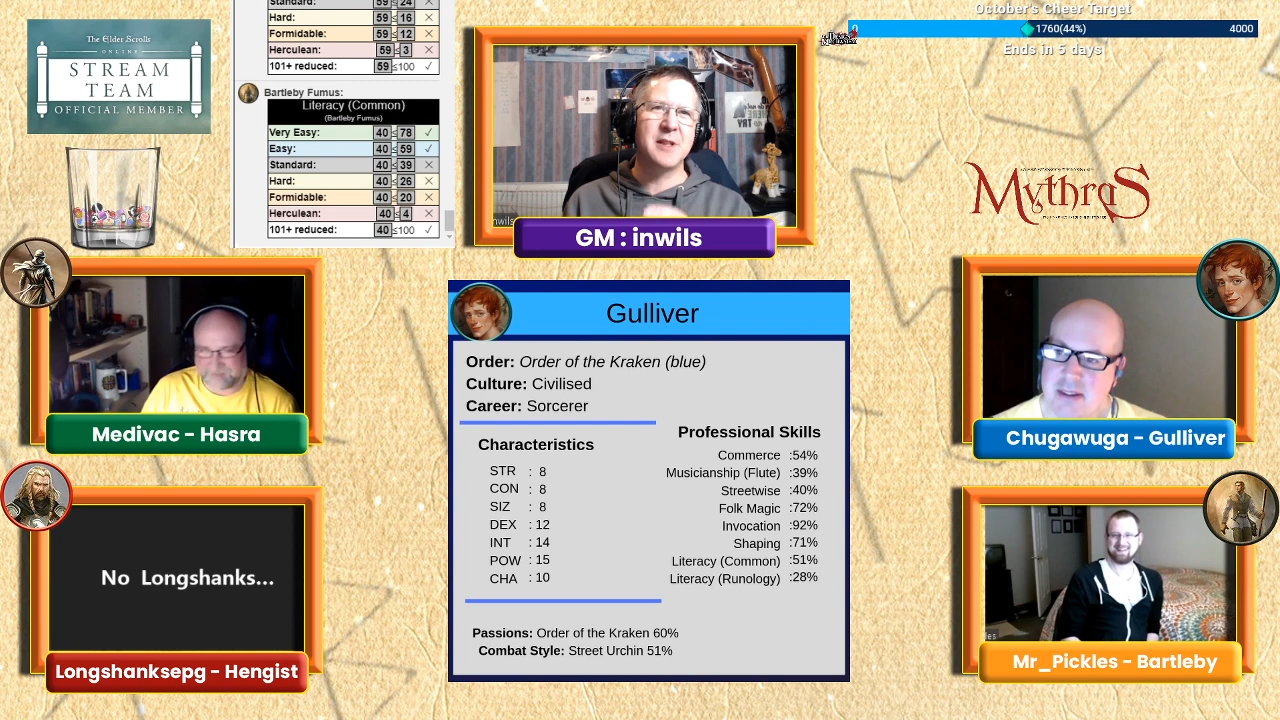 The Elder Scrolls
ONLINE
STREAM
TEAM
OFFICIAL MEMBER
Standard: 59 ≤ 24 ✕
Hard: 59 ≤ 16 ✕
Formidable: 59 ≤ 12 ✕
Herculean: 59 ≤ 3 ✕
101+ reduced: 59 ≤100 ✓
Bartleby Fumus:
Literacy (Common)
(Bartleby Fumus)
Very Easy: 40 ≤ 78 ✓
Easy: 40 ≤ 59 ✓
Standard: 40 ≤ 39 ✕
Hard: 40 ≤ 26 ✕
Formidable: 40 ≤ 20 ✕
Herculean: 40 ≤ 4 ✕
101+ reduced: 40 ≤100 ✓
GM : inwils
October's Cheer Target
0 1760(44%) 4000
Ends in 5 days
Mythras
Medivac - Hasra
No Longshanks...
Longshanksepg - Hengist
Gulliver
Order: Order of the Kraken (blue)
Culture: Civilised
Career: Sorcerer
Characteristics
STR : 8
CON : 8
SIZ : 8
DEX : 12
INT : 14
POW : 15
CHA : 10
Professional Skills
Commerce :54%
Musicianship (Flute) :39%
Streetwise :40%
Folk Magic :72%
Invocation :92%
Shaping :71%
Literacy (Common) :51%
Literacy (Runology) :28%
Passions: Order of the Kraken 60%
Combat Style: Street Urchin 51%
Chugawuga - Gulliver
Mr_Pickles - Bartleby